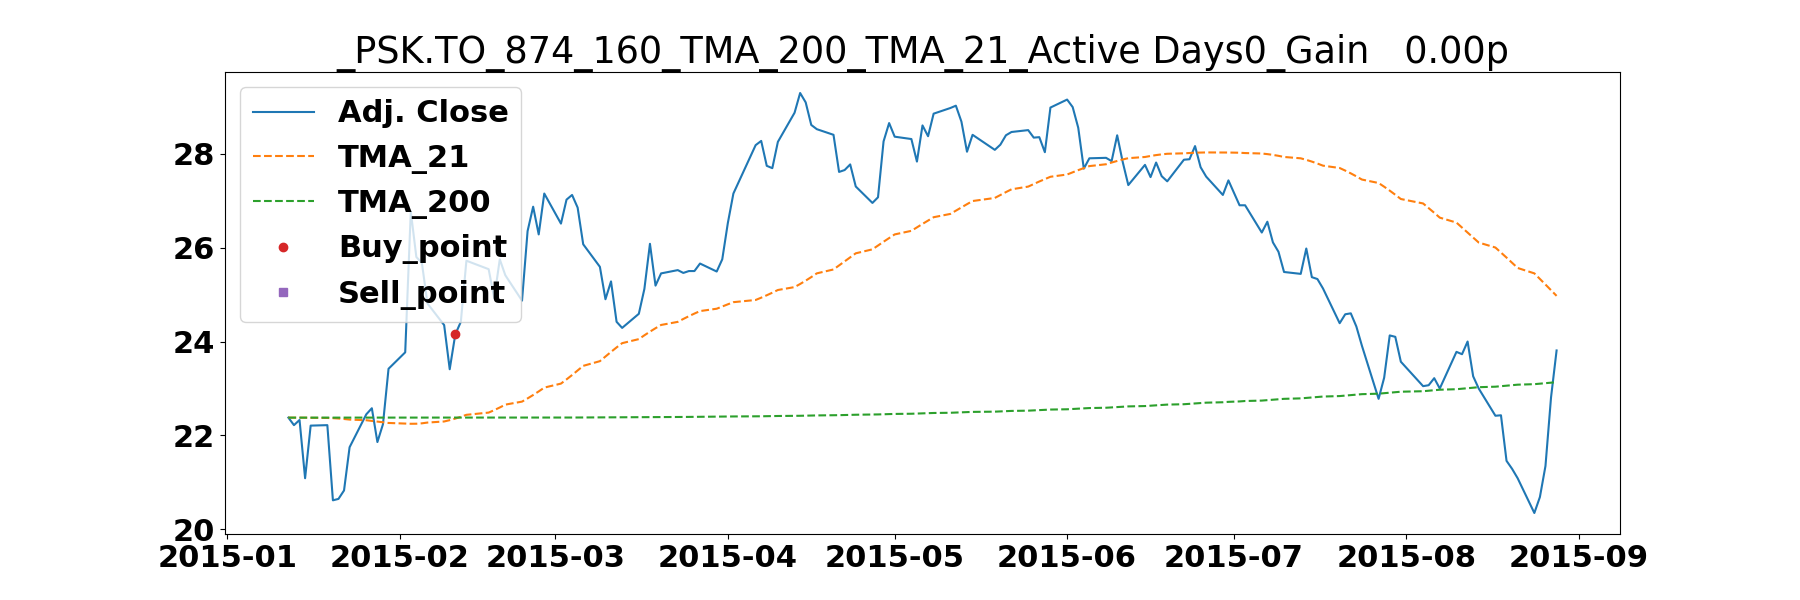 _PSK.TO_874_160_TMA_200_TMA_21_Active Days0_Gain   0.00p
Adj. Close
TMA_21
TMA_200
Buy_point
Sell_point
28
26
24
22
20
2015-01 2015-02 2015-03 2015-04 2015-05 2015-06 2015-07 2015-08 2015-09